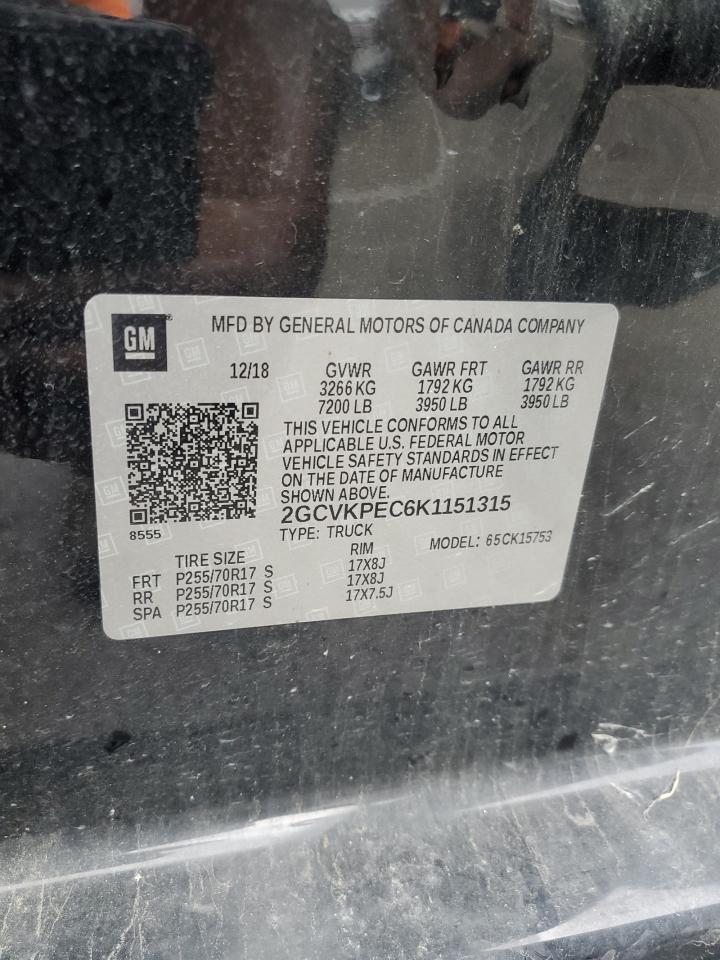 GM
MFD BY GENERAL MOTORS OF CANADA COMPANY
12/18 GVWR GAWR FRT GAWR RR
3266 KG 1792 KG 1792 KG
7200 LB 3950 LB 3950 LB
THIS VEHICLE CONFORMS TO ALL
APPLICABLE U.S. FEDERAL MOTOR
VEHICLE SAFETY STANDARDS IN EFFECT
ON THE DATE OF MANUFACTURE
SHOWN ABOVE.
2GCVKPEC6K1151315
8555
TYPE: TRUCK MODEL: 65CK15753
TIRE SIZE RIM
FRT P255/70R17 S 17X8J
RR P255/70R17 S 17X8J
SPA P255/70R17 S 17X7.5J